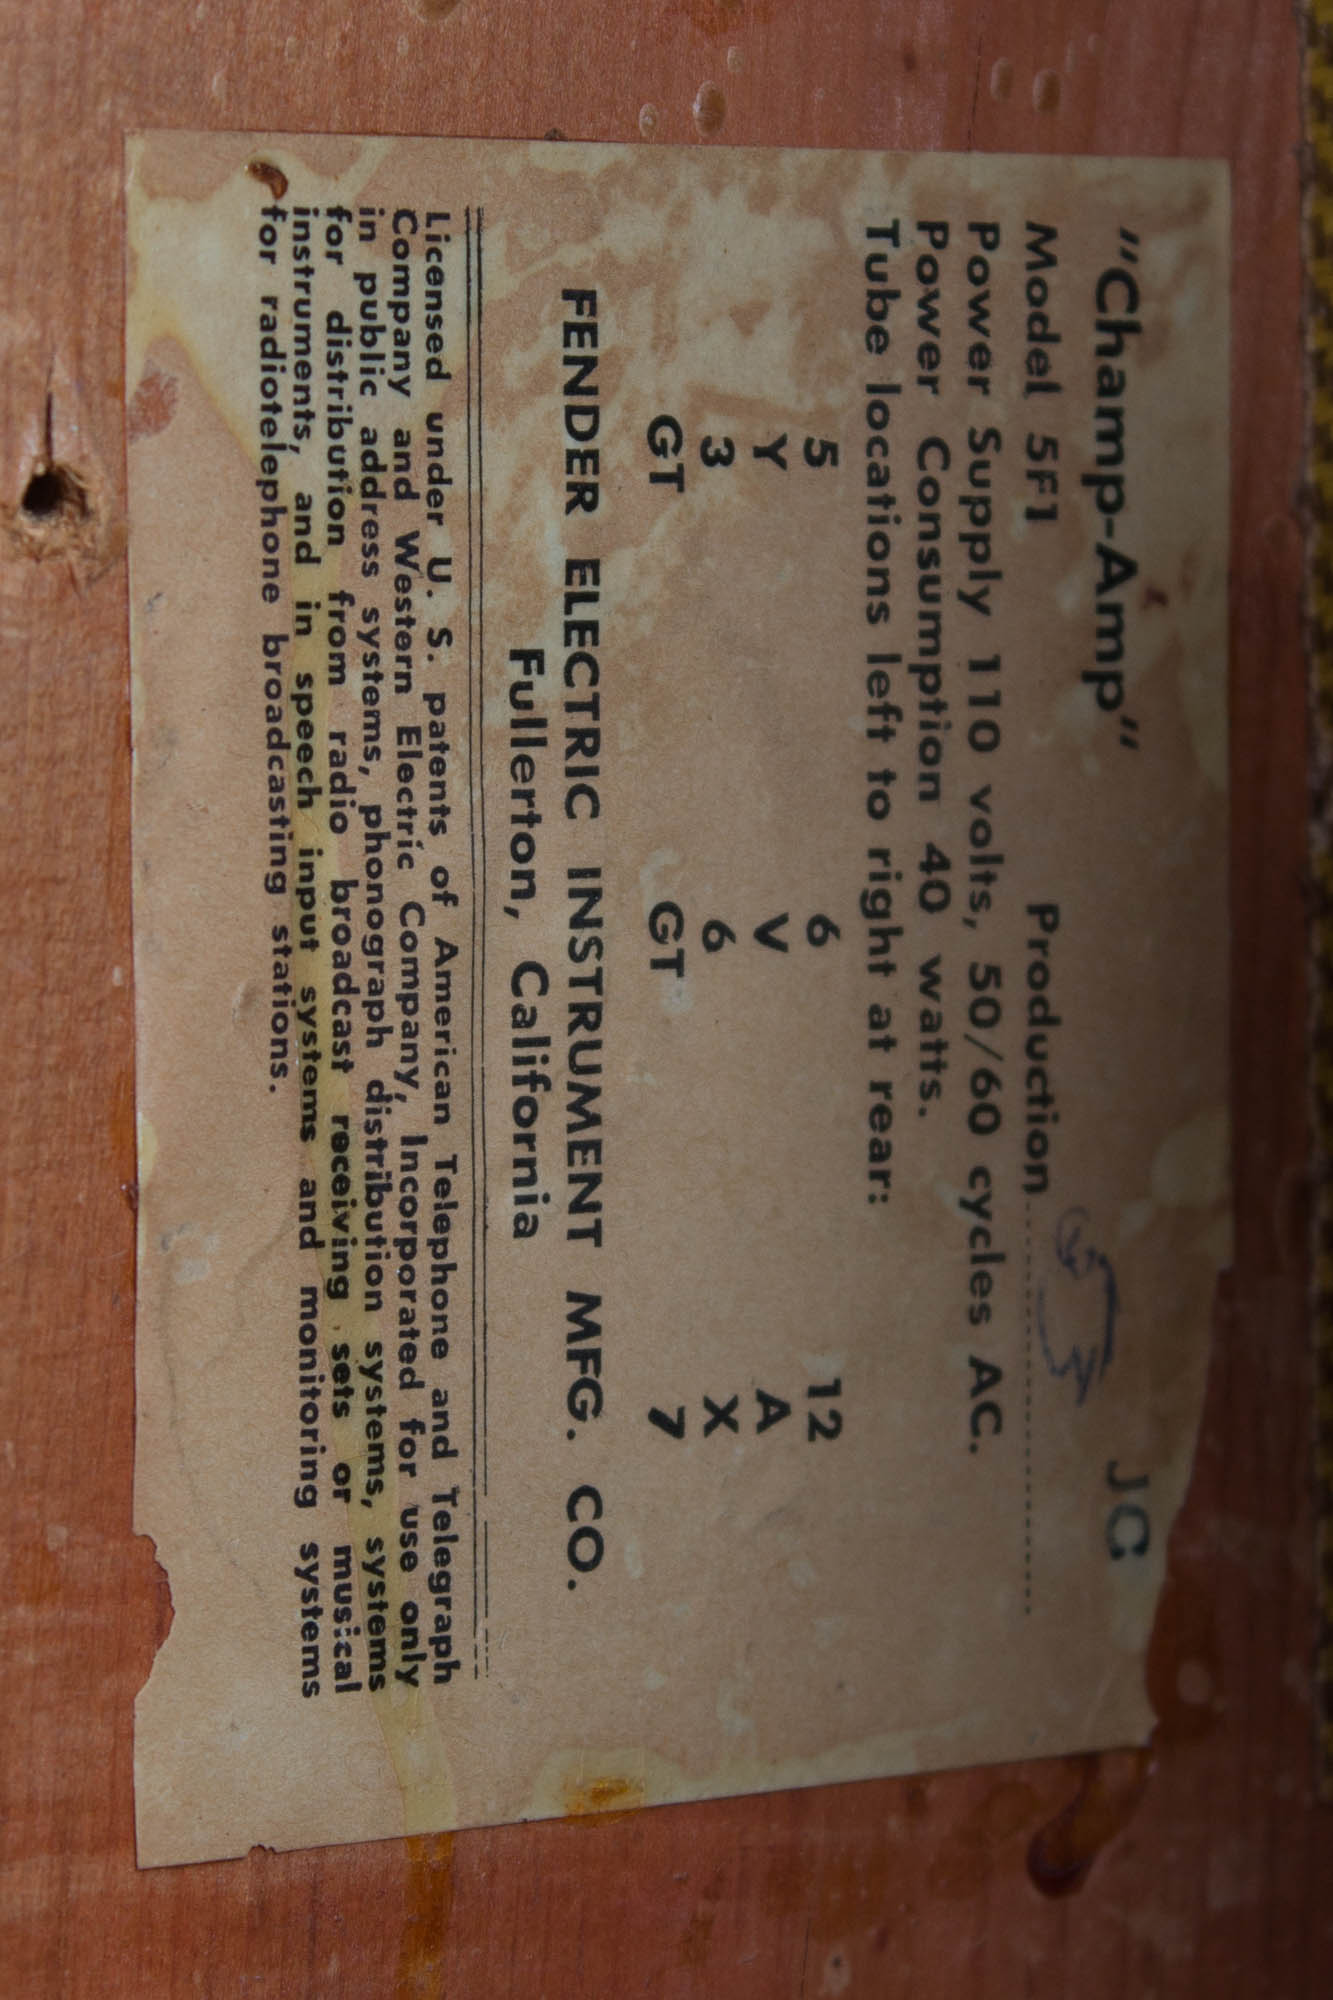 "Champ-Amp" JG
Model 5F1 Production
Power Supply 110 volts, 50/60 cycles AC.
Power Consumption 40 watts.
Tube locations left to right at rear:
5 6 12
Y V A
3 6 X
GT GT 7
FENDER ELECTRIC INSTRUMENT MFG. CO.
Fullerton, California
Licensed under U. S. patents of American Telephone and Telegraph
Company and Western Electric Company, Incorporated for use only
in public address systems, phonograph distribution systems, systems
for distribution from radio broadcast receiving sets or musical
instruments, and in speech input systems and monitoring systems
for radiotelephone broadcasting stations.